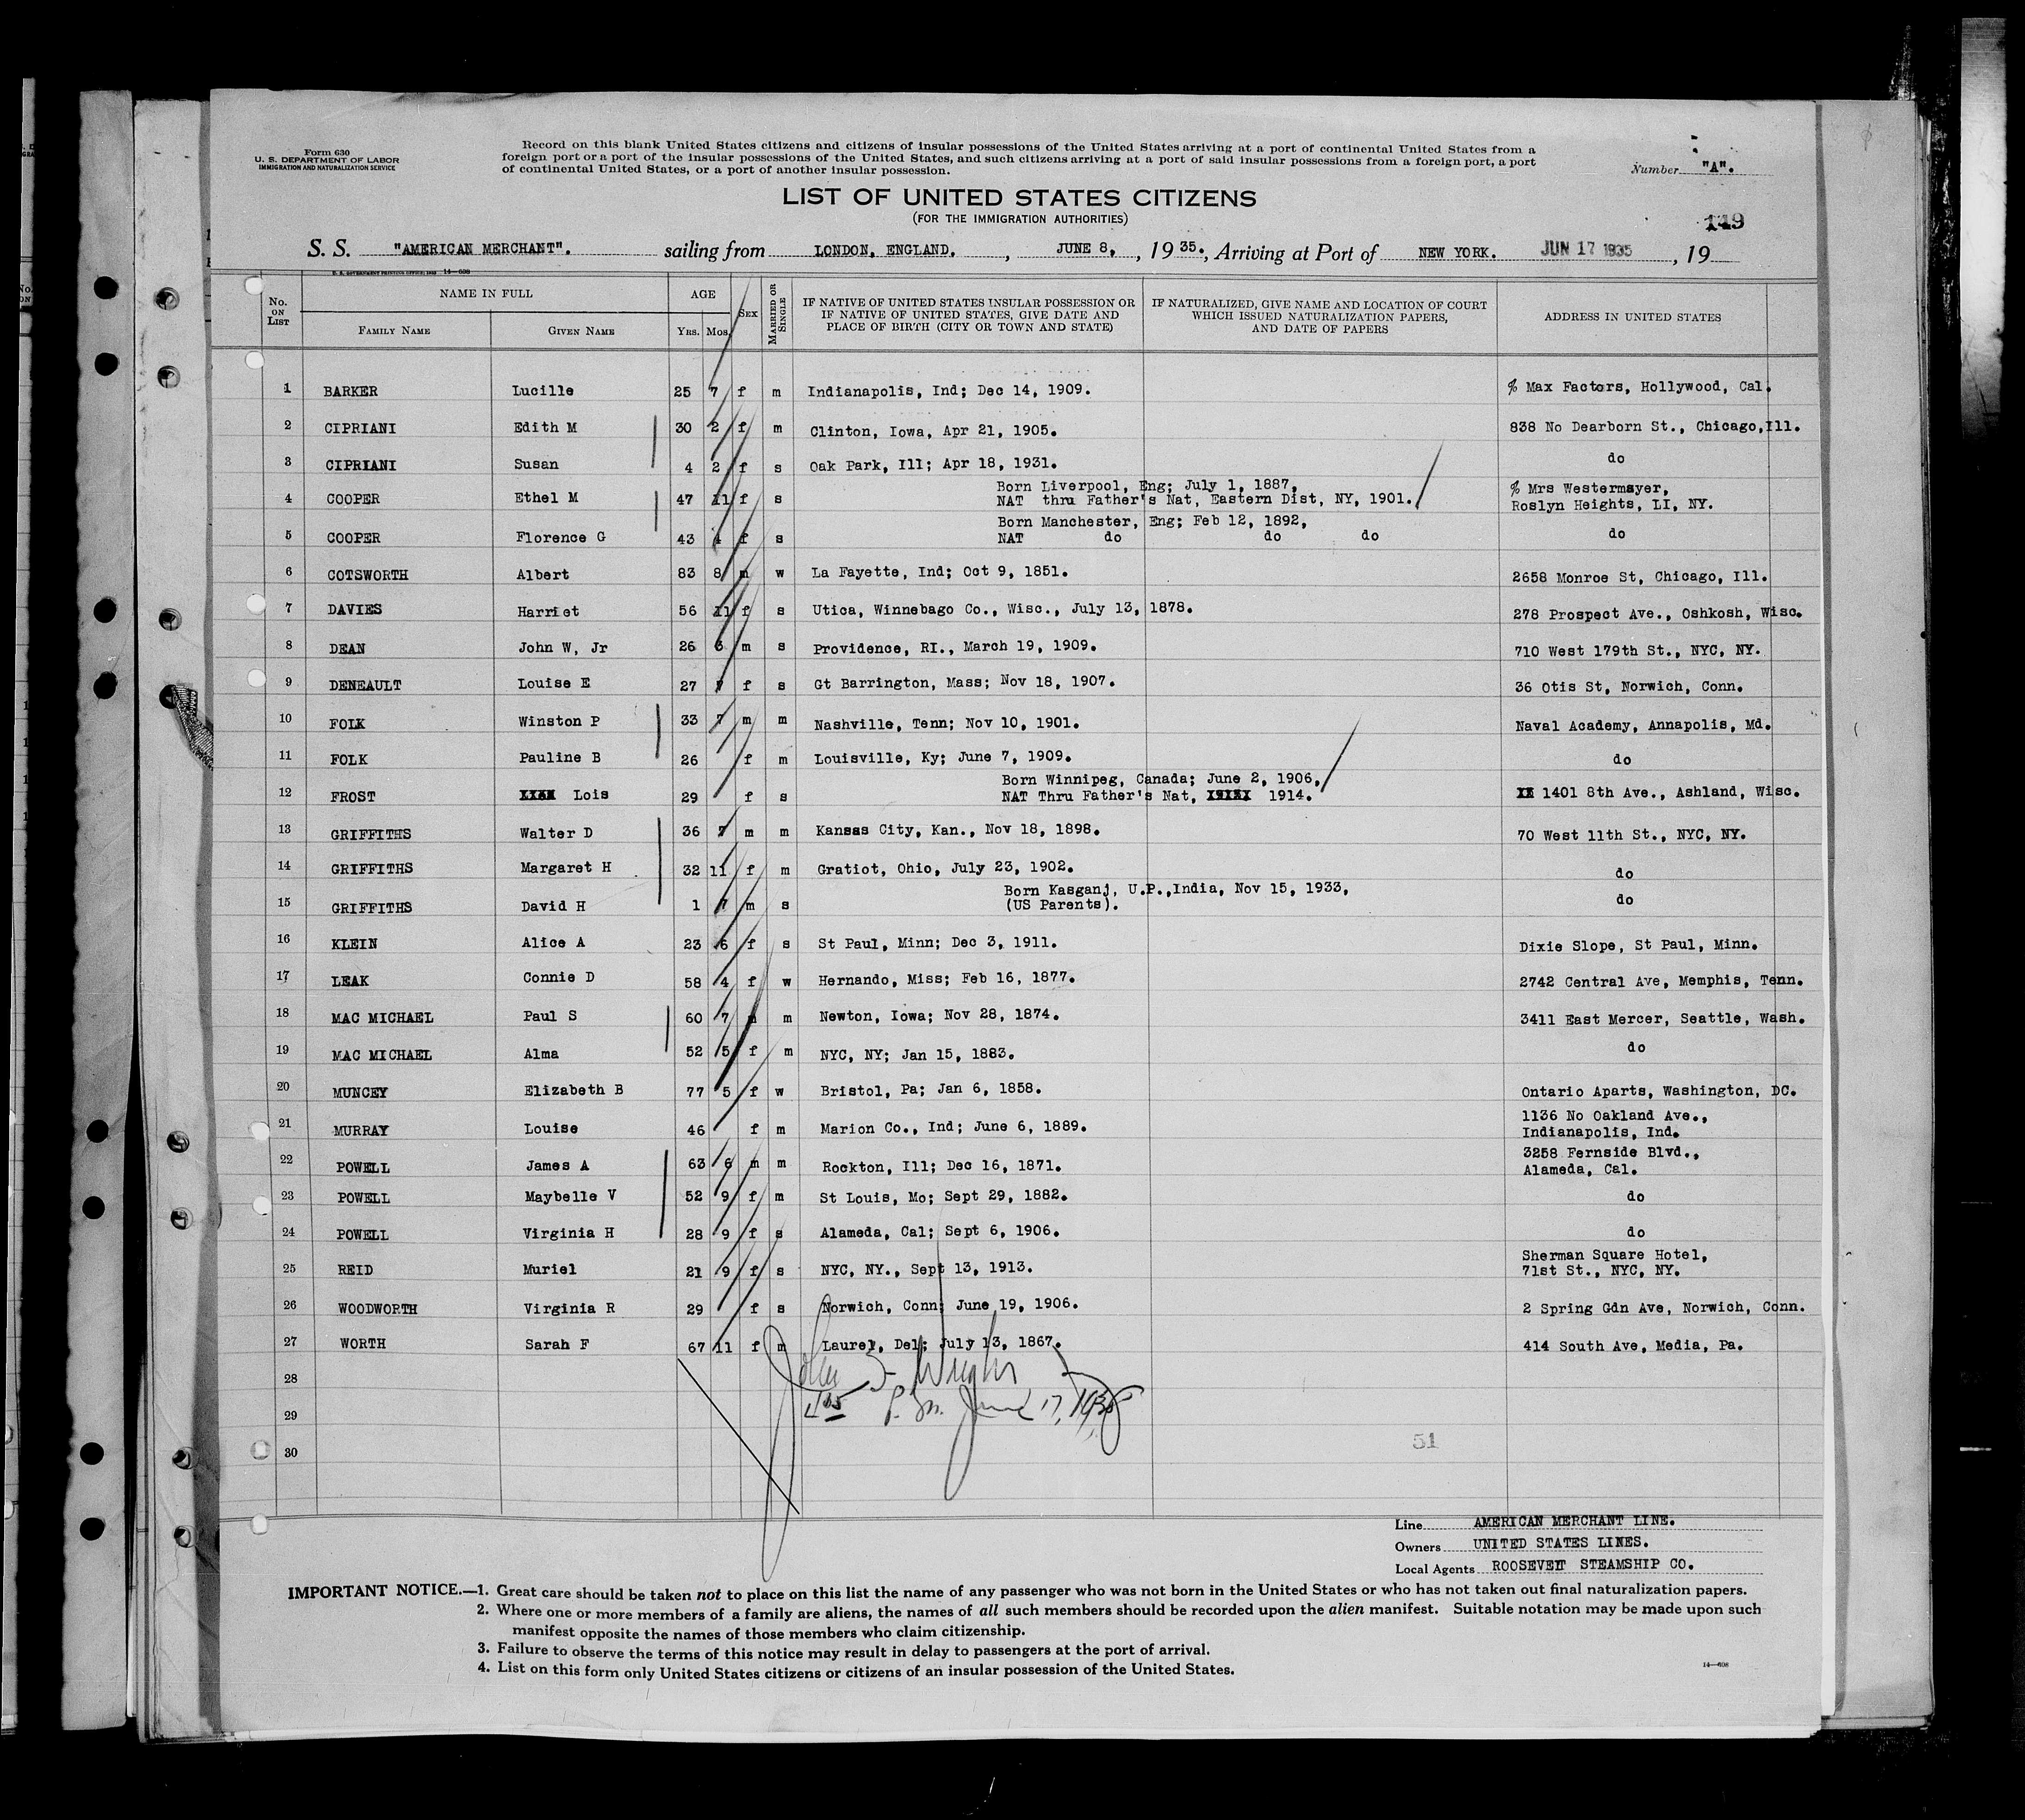 Form 630
U. S. DEPARTMENT OF LABOR
IMMIGRATION AND NATURALIZATION SERVICE
Record on this blank United States citizens and citizens of insular possessions of the United States arriving at a port of continental United States from a
foreign port or a port of the insular possessions of the United States, and such citizens arriving at a port of said insular possessions from a foreign port, a port
of continental United States, or a port of another insular possession.
Number "A".
LIST OF UNITED STATES CITIZENS
(FOR THE IMMIGRATION AUTHORITIES)
149
S. S. "AMERICAN MERCHANT". sailing from LONDON, ENGLAND, , JUNE 8, , 19 35. , Arriving at Port of NEW YORK. JUN 17 1935 , 19
U. S. GOVERNMENT PRINTING OFFICE: 1933 14—698
No. ON LIST NAME IN FULL AGE SEX MARRIED OR SINGLE IF NATIVE OF UNITED STATES INSULAR POSSESSION OR IF NATIVE OF UNITED STATES, GIVE DATE AND PLACE OF BIRTH (CITY OR TOWN AND STATE) IF NATURALIZED, GIVE NAME AND LOCATION OF COURT WHICH ISSUED NATURALIZATION PAPERS, AND DATE OF PAPERS ADDRESS IN UNITED STATES
FAMILY NAME GIVEN NAME YRS. MOS.
1 BARKER Lucille 25 7 f m Indianapolis, Ind; Dec 14, 1909. % Max Factors, Hollywood, Cal.
2 CIPRIANI Edith M 30 2 f m Clinton, Iowa, Apr 21, 1905. 838 No Dearborn St., Chicago,Ill.
3 CIPRIANI Susan 4 2 f s Oak Park, Ill; Apr 18, 1931. do
Born Liverpool, Eng; July 1, 1887, % Mrs Westermayer,
4 COOPER Ethel M 47 11 f s NAT thru Father's Nat, Eastern Dist, NY, 1901. Roslyn Heights, LI, NY.
Born Manchester, Eng; Feb 12, 1892,
5 COOPER Florence G 43 4 f s NAT do do do do
6 COTSWORTH Albert 83 8 m w La Fayette, Ind; Oct 9, 1851. 2658 Monroe St, Chicago, Ill.
7 DAVIES Harriet 56 11 f s Utica, Winnebago Co., Wisc., July 13, 1878. 278 Prospect Ave., Oshkosh, Wisc.
8 DEAN John W, Jr 26 3 m s Providence, RI., March 19, 1909. 710 West 179th St., NYC, NY.
9 DENEAULT Louise E 27 7 f s Gt Barrington, Mass; Nov 18, 1907. 36 Otis St, Norwich, Conn.
10 FOLK Winston P 33 7 m m Nashville, Tenn; Nov 10, 1901. Naval Academy, Annapolis, Md.
11 FOLK Pauline B 26 f m Louisville, Ky; June 7, 1909. do
Born Winnipeg, Canada; June 2, 1906,
12 FROST Lois 29 f s NAT Thru Father's Nat, 1914. 1401 8th Ave., Ashland, Wisc.
13 GRIFFITHS Walter D 36 7 m m Kansas City, Kan., Nov 18, 1898. 70 West 11th St., NYC, NY.
14 GRIFFITHS Margaret H 32 11 f m Gratiot, Ohio, July 23, 1902. do
Born Kasganj, U.P.,India, Nov 15, 1933,
15 GRIFFITHS David H 1 7 m s (US Parents). do
16 KLEIN Alice A 23 6 f s St Paul, Minn; Dec 3, 1911. Dixie Slope, St Paul, Minn.
17 LEAK Connie D 58 4 f w Hernando, Miss; Feb 16, 1877. 2742 Central Ave, Memphis, Tenn.
18 MAC MICHAEL Paul S 60 7 m m Newton, Iowa; Nov 28, 1874. 3411 East Mercer, Seattle, Wash.
19 MAC MICHAEL Alma 52 5 f m NYC, NY; Jan 15, 1883. do
20 MUNCEY Elizabeth B 77 5 f w Bristol, Pa; Jan 6, 1858. Ontario Aparts, Washington, DC.
1136 No Oakland Ave.,
21 MURRAY Louise 46 f m Marion Co., Ind; June 6, 1889. Indianapolis, Ind.
3258 Fernside Blvd.,
22 POWELL James A 63 6 m m Rockton, Ill; Dec 16, 1871. Alameda, Cal.
23 POWELL Maybelle V 52 9 f m St Louis, Mo; Sept 29, 1882. do
24 POWELL Virginia H 28 9 f s Alameda, Cal; Sept 6, 1906. do
Sherman Square Hotel,
25 REID Muriel 21 9 f s NYC, NY., Sept 13, 1913. 71st St., NYC, NY.
26 WOODWORTH Virginia R 29 f s Norwich, Conn; June 19, 1906. 2 Spring Gdn Ave, Norwich, Conn.
27 WORTH Sarah F 67 11 f m Laurel, Del; July 13, 1867. 414 South Ave, Media, Pa.
28
29 P. M. June 17, 1935
30
51
Line AMERICAN MERCHANT LINE.
Owners UNITED STATES LINES.
Local Agents ROOSEVELT STEAMSHIP CO.
IMPORTANT NOTICE.—1. Great care should be taken not to place on this list the name of any passenger who was not born in the United States or who has not taken out final naturalization papers.
2. Where one or more members of a family are aliens, the names of all such members should be recorded upon the alien manifest. Suitable notation may be made upon such
manifest opposite the names of those members who claim citizenship.
3. Failure to observe the terms of this notice may result in delay to passengers at the port of arrival.
4. List on this form only United States citizens or citizens of an insular possession of the United States.
14—698